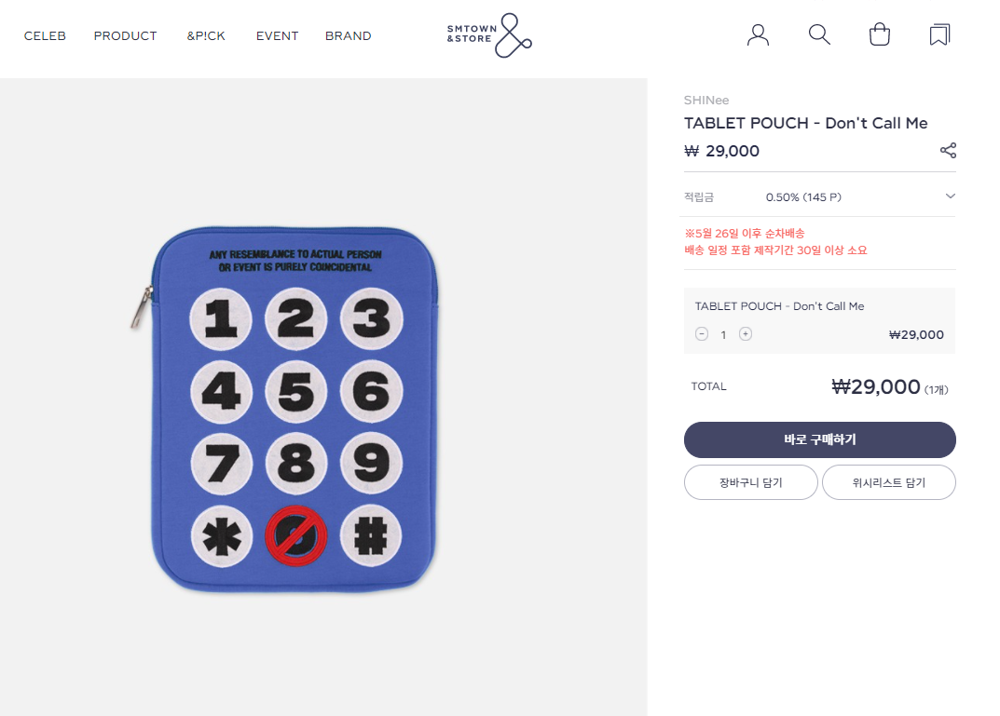 CELEB PRODUCT &P!CK EVENT BRAND
SMTOWN
&STORE
SHINee
TABLET POUCH - Don't Call Me
₩ 29,000
적립금 0.50% (145 P)
※5월 26일 이후 순차배송
배송 일정 포함 제작기간 30일 이상 소요
TABLET POUCH - Don't Call Me
1 ₩29,000
TOTAL ₩29,000 (1개)
바로 구매하기
장바구니 담기 위시리스트 담기
ANY RESEMBLANCE TO ACTUAL PERSON
OR EVENT IS PURELY COINCIDENTAL
1 2 3
4 5 6
7 8 9
* 0 #